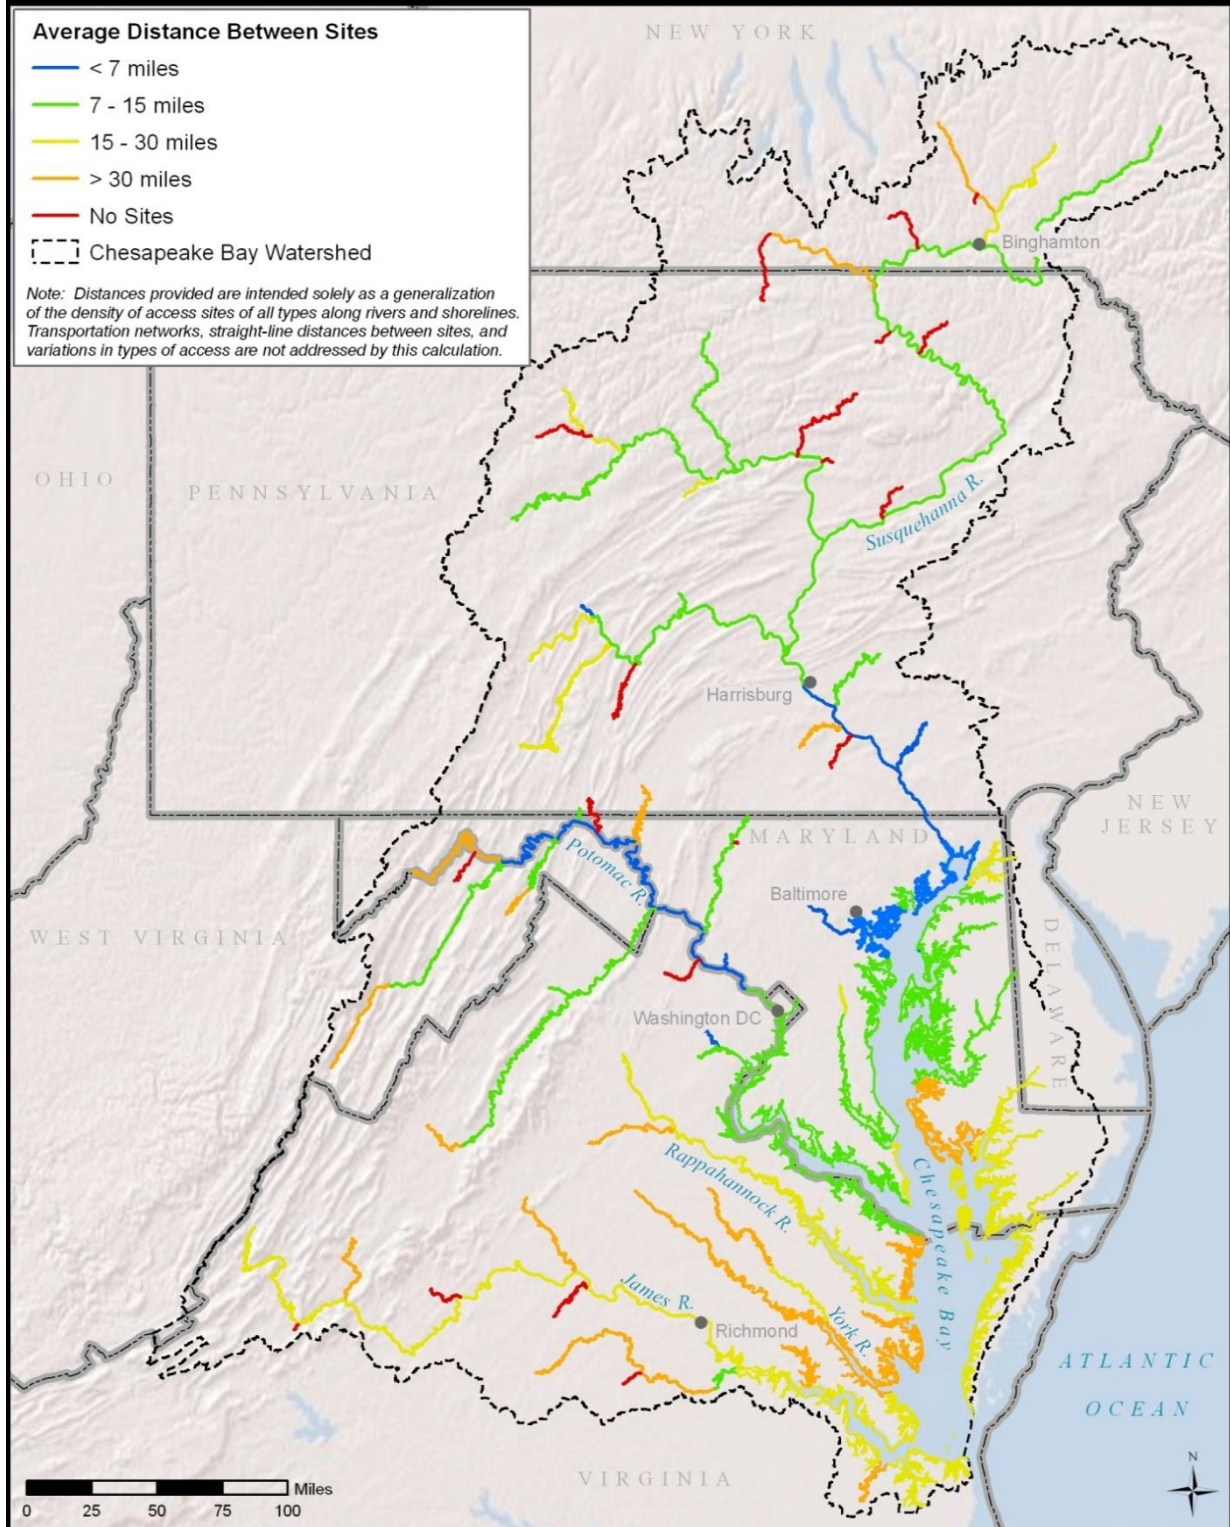 Average Distance Between Sites
< 7 miles
7 - 15 miles
15 - 30 miles
> 30 miles
No Sites
Chesapeake Bay Watershed
Note: Distances provided are intended solely as a generalization
of the density of access sites of all types along rivers and shorelines.
Transportation networks, straight-line distances between sites, and
variations in types of access are not addressed by this calculation.
NEW YORK
Binghamton
OHIO
PENNSYLVANIA
Susquehanna R.
Harrisburg
NEW
JERSEY
MARYLAND
Potomac R.
Baltimore
WEST VIRGINIA
DELAWARE
Washington DC
Rappahannock R.
Chesapeake Bay
James R.
York R.
Richmond
ATLANTIC
OCEAN
VIRGINIA
N
Miles
0 25 50 75 100